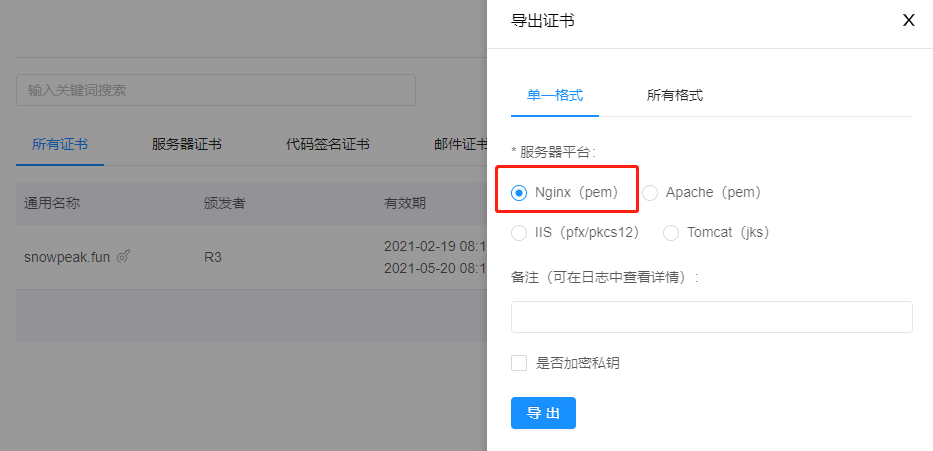 导出证书 X
输入关键词搜索
单一格式 所有格式
所有证书 服务器证书 代码签名证书 邮件证书
* 服务器平台:
Nginx（pem） Apache（pem）
通用名称 颁发者 有效期
IIS（pfx/pkcs12） Tomcat（jks）
snowpeak.fun R3 2021-02-19 08:1
2021-05-20 08:1
备注（可在日志中查看详情）:
是否加密私钥
导 出